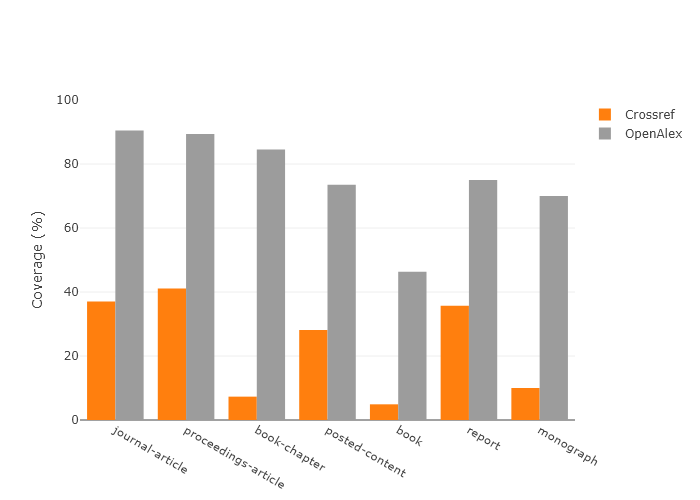 100
80
60
40
20
0
Coverage (%)
journal-article
proceedings-article
book-chapter
posted-content
book
report
monograph
Crossref
OpenAlex